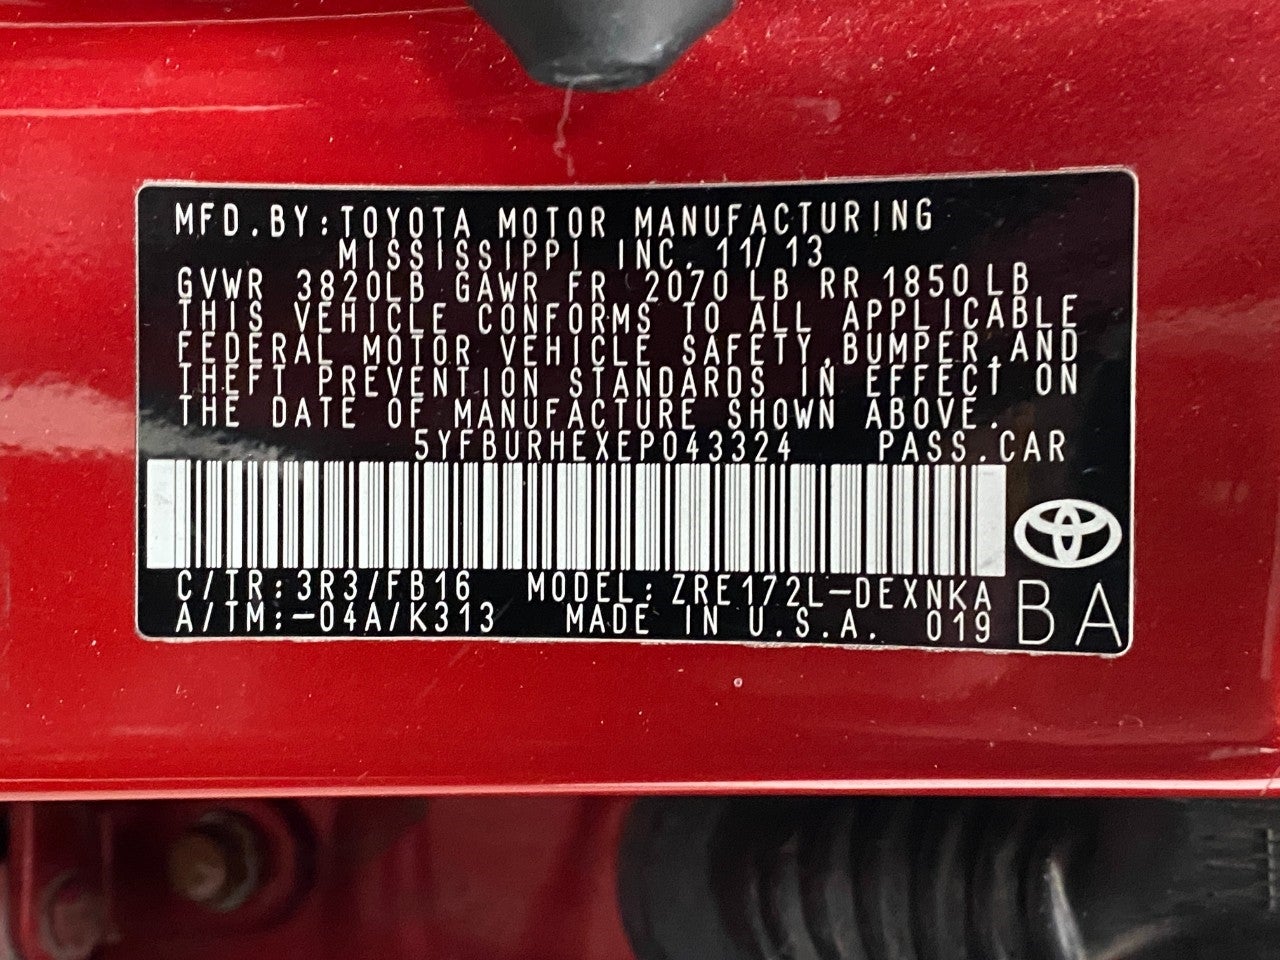 MFD.BY:TOYOTA MOTOR MANUFACTURING
MISSISSIPPI INC. 11/13
GVWR 3820LB GAWR FR 2070 LB RR 1850 LB
THIS VEHICLE CONFORMS TO ALL APPLICABLE
FEDERAL MOTOR VEHICLE SAFETY,BUMPER,AND
THEFT PREVENTION STANDARDS IN EFFECT ON
THE DATE OF MANUFACTURE SHOWN ABOVE.
5YFBURHEXEP043324 PASS.CAR
C/TR:3R3/FB16 MODEL:ZRE172L-DEXNKA
A/TM:-04A/K313 MADE IN U.S.A. 019
BA